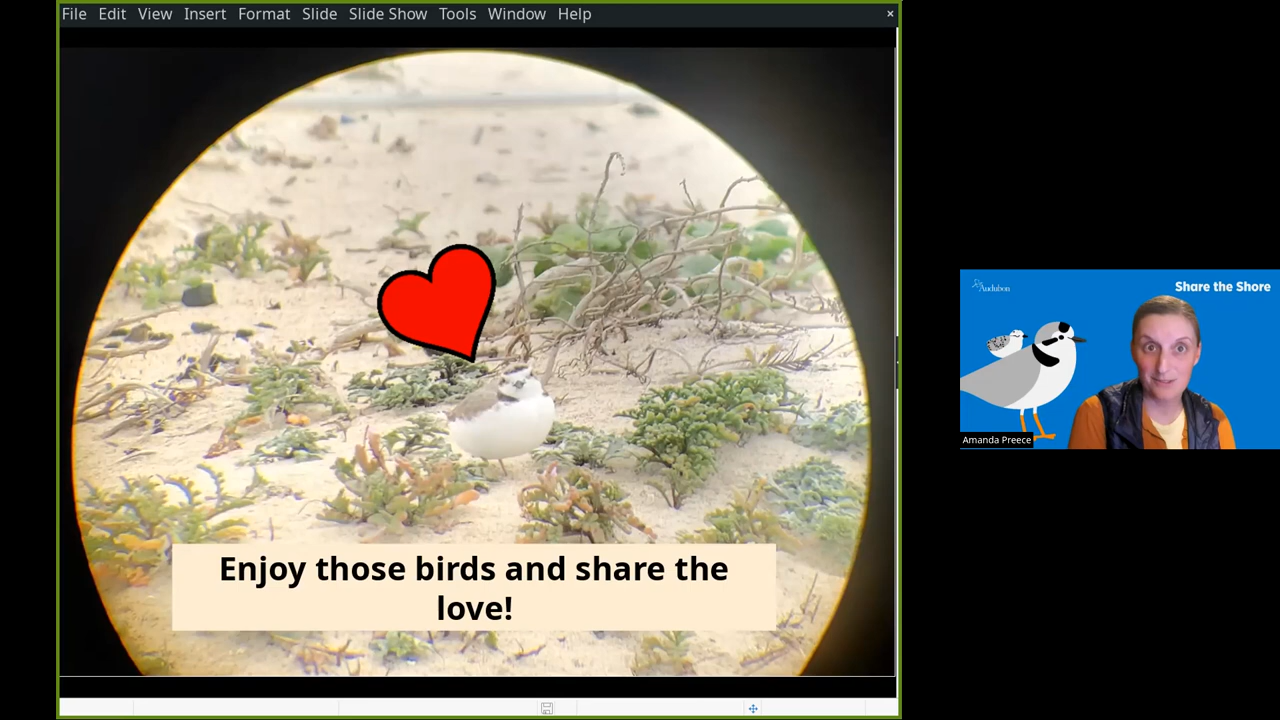 File Edit View Insert Format Slide Slide Show Tools Window Help ×
Enjoy those birds and share the
love!
Audubon
Share the Shore
Amanda Preece